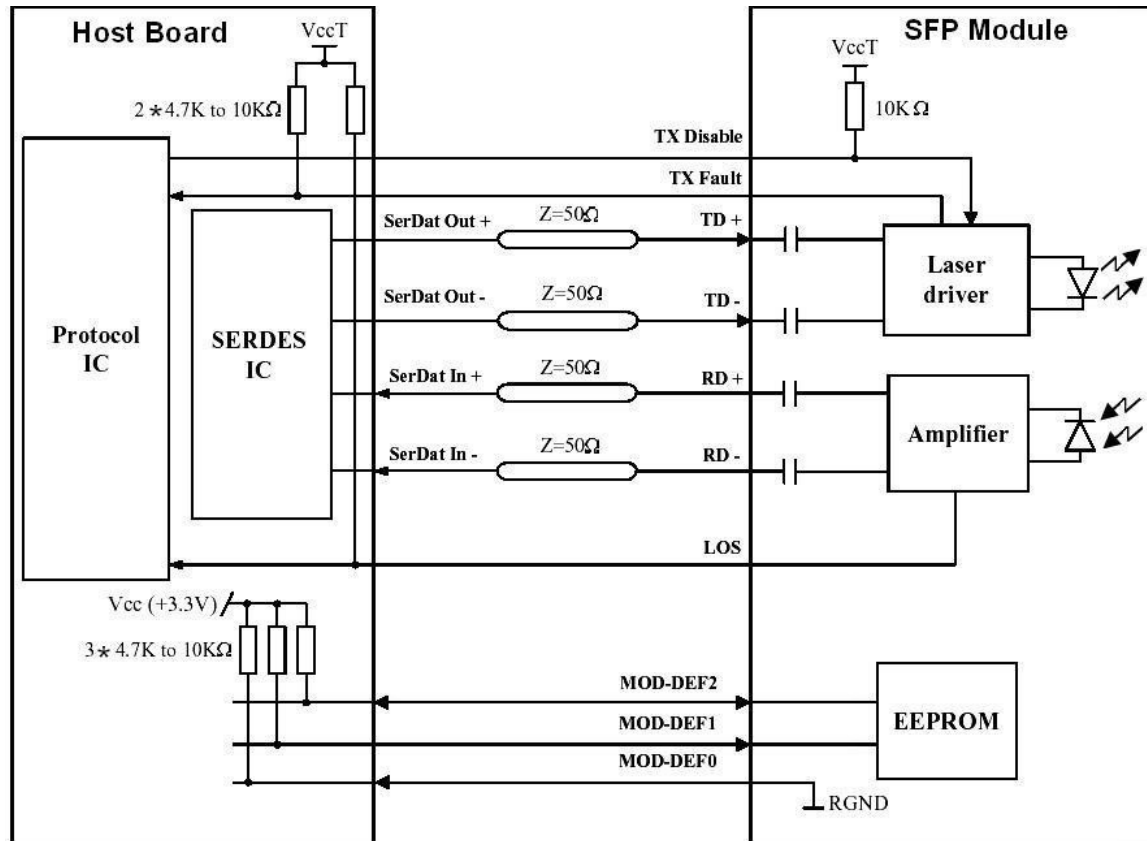 Host Board
SFP Module
VccT
VccT
2*4.7K to 10KΩ
10KΩ
TX Disable
TX Fault
SerDat Out +
Z=50Ω
TD +
Laser driver
SerDat Out -
Z=50Ω
TD -
Protocol IC
SERDES IC
SerDat In +
Z=50Ω
RD +
Amplifier
SerDat In -
Z=50Ω
RD -
LOS
Vcc (+3.3V)
3* 4.7K to 10KΩ
MOD-DEF2
EEPROM
MOD-DEF1
MOD-DEF0
RGND